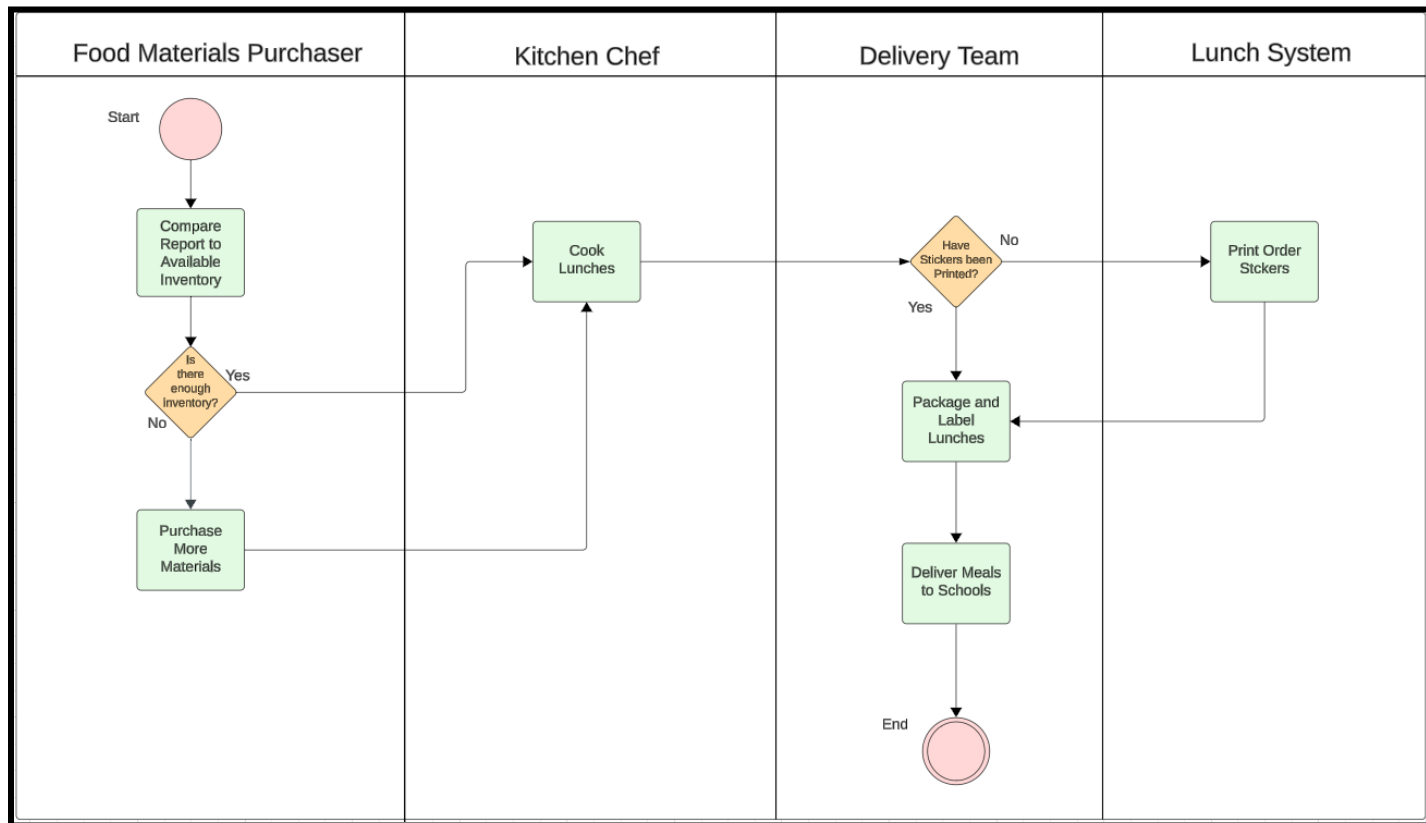 Food Materials Purchaser
Kitchen Chef
Delivery Team
Lunch System
Start
Compare
Report to
Available
Inventory
Is
there
enough
inventory?
Yes
No
Purchase
More
Materials
Cook
Lunches
Have
Stickers been
Printed?
No
Yes
Print Order
Stckers
Package and
Label
Lunches
Deliver Meals
to Schools
End